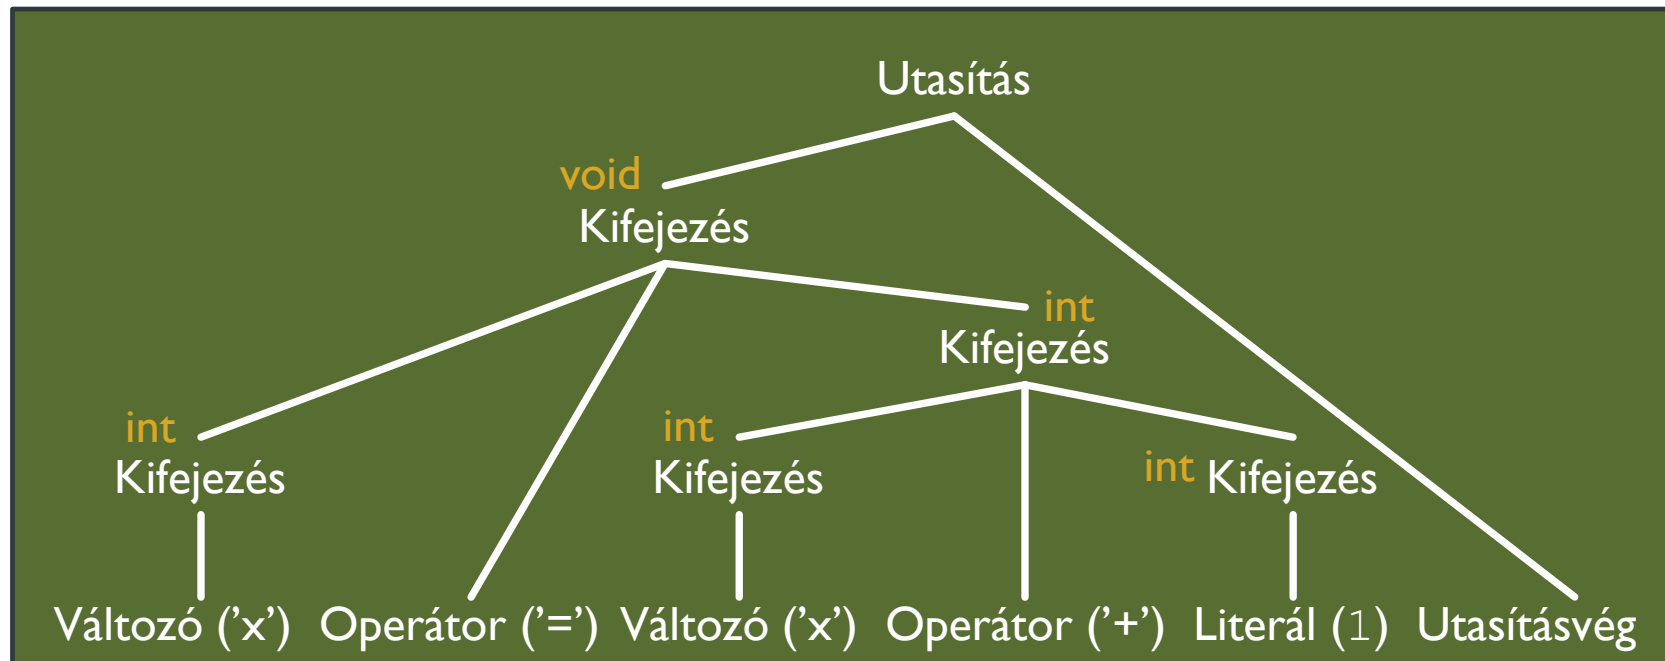 Utasítás
void
Kifejezés
int
Kifejezés
int
Kifejezés
int
Kifejezés
int Kifejezés
Változó (’x’) Operátor (’=’) Változó (’x’) Operátor (’+’) Literál (1) Utasításvég